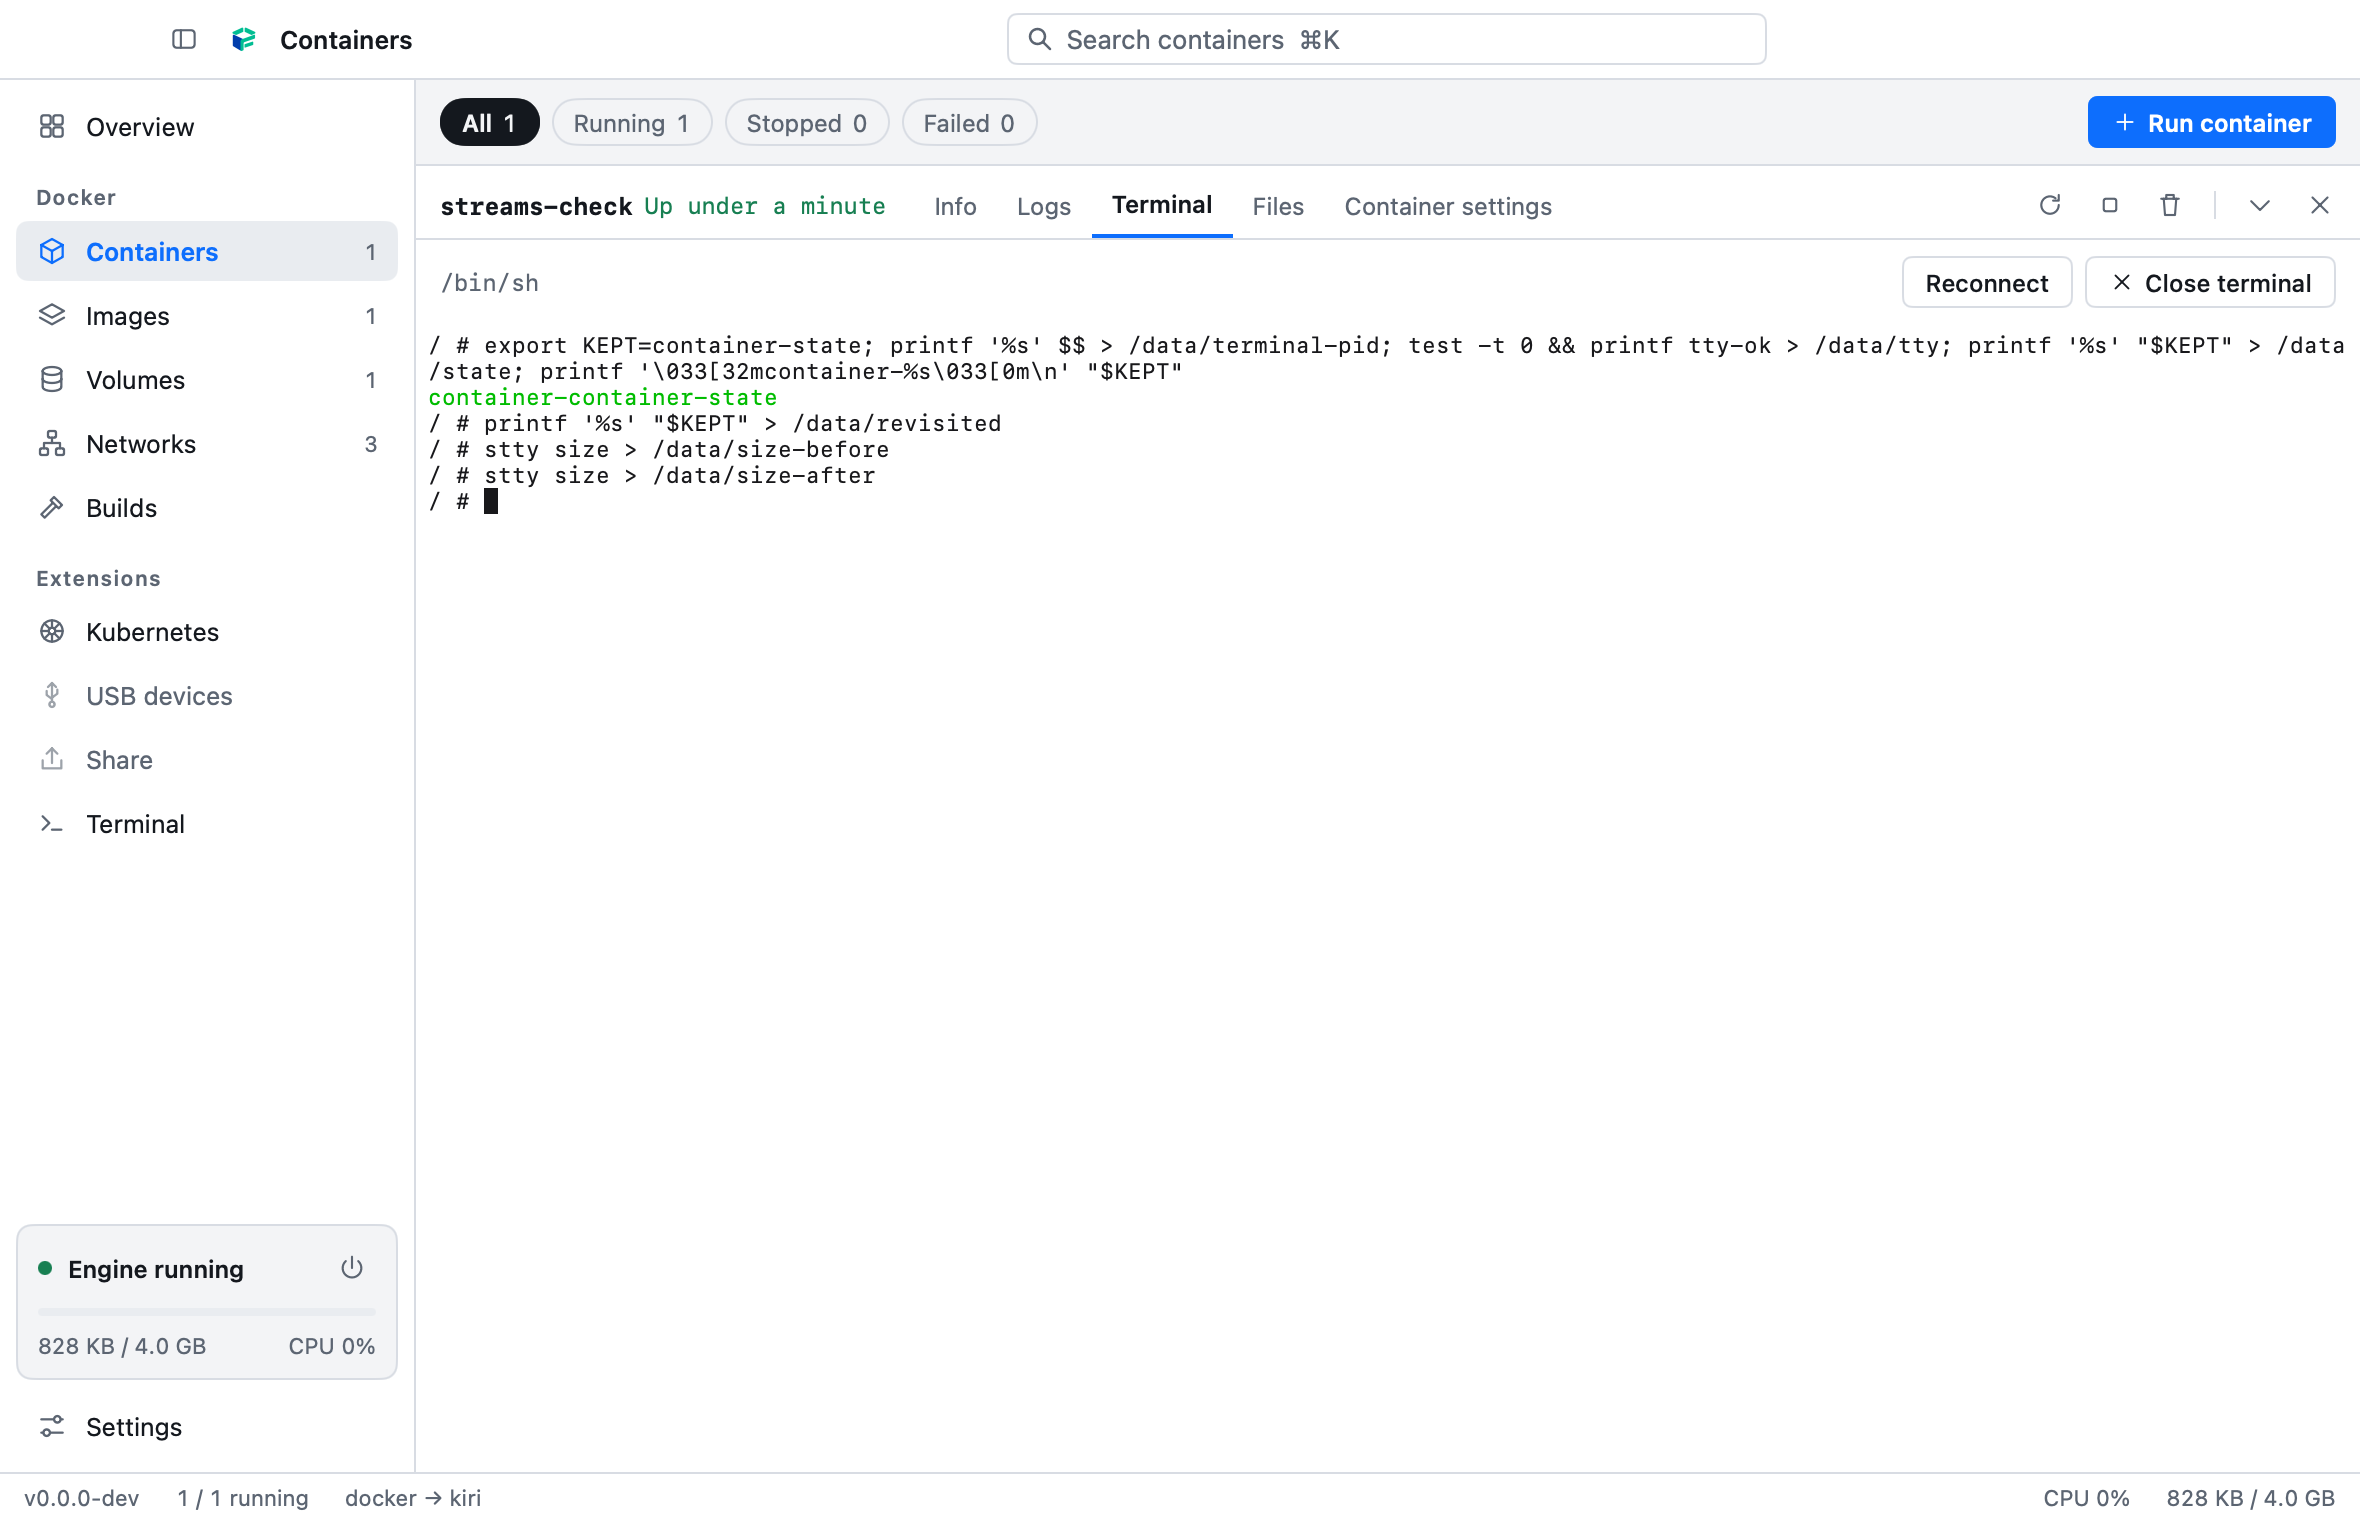 Containers
Search containers ⌘K
Overview
Docker
Containers 1
Images 1
Volumes 1
Networks 3
Builds
Extensions
Kubernetes
USB devices
Share
Terminal
Engine running
828 KB / 4.0 GB CPU 0%
Settings
All 1 Running 1 Stopped 0 Failed 0
+ Run container
streams-check Up under a minute Info Logs Terminal Files Container settings
/bin/sh
Reconnect
Close terminal
/ # export KEPT=container-state; printf '%s' $$ > /data/terminal-pid; test -t 0 && printf tty-ok > /data/tty; printf '%s' "$KEPT" > /data
/state; printf '\033[32mcontainer-%s\033[0m\n' "$KEPT"
container-container-state
/ # printf '%s' "$KEPT" > /data/revisited
/ # stty size > /data/size-before
/ # stty size > /data/size-after
/ #
v0.0.0-dev 1 / 1 running docker → kiri
CPU 0% 828 KB / 4.0 GB